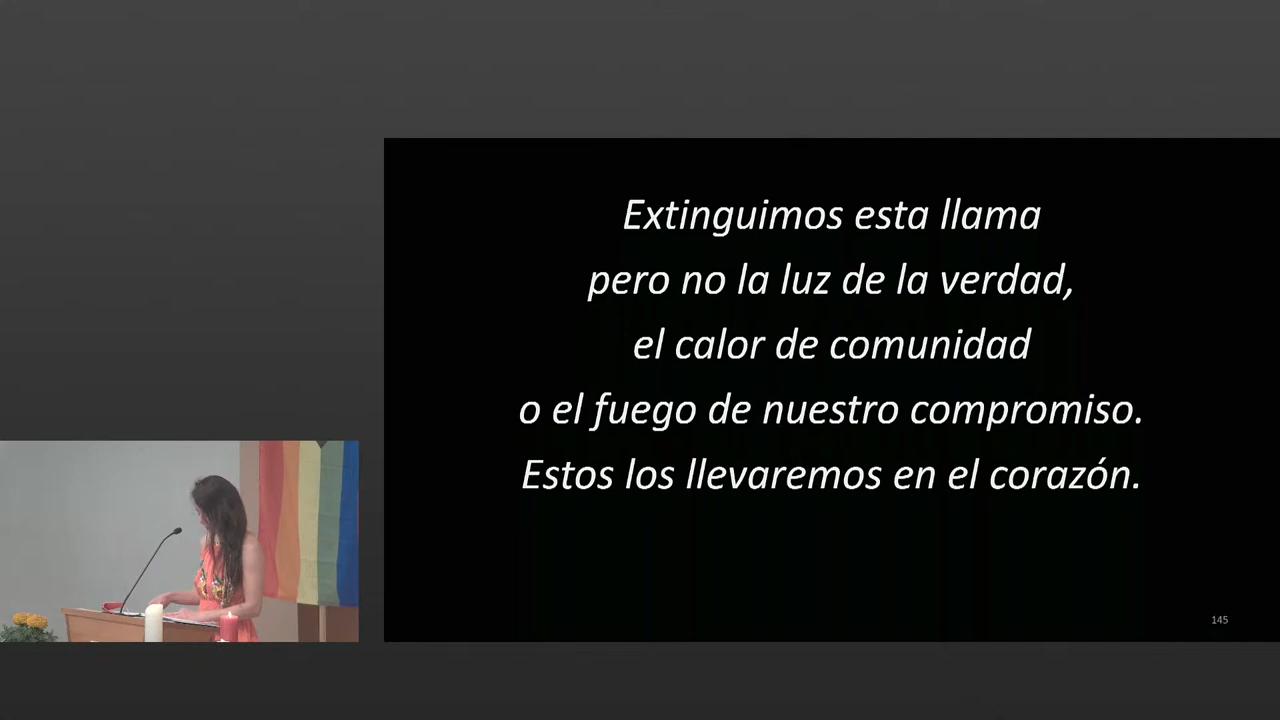 Extinguimos esta llama
pero no la luz de la verdad,
el calor de comunidad
o el fuego de nuestro compromiso.
Estos los llevaremos en el corazón.
145